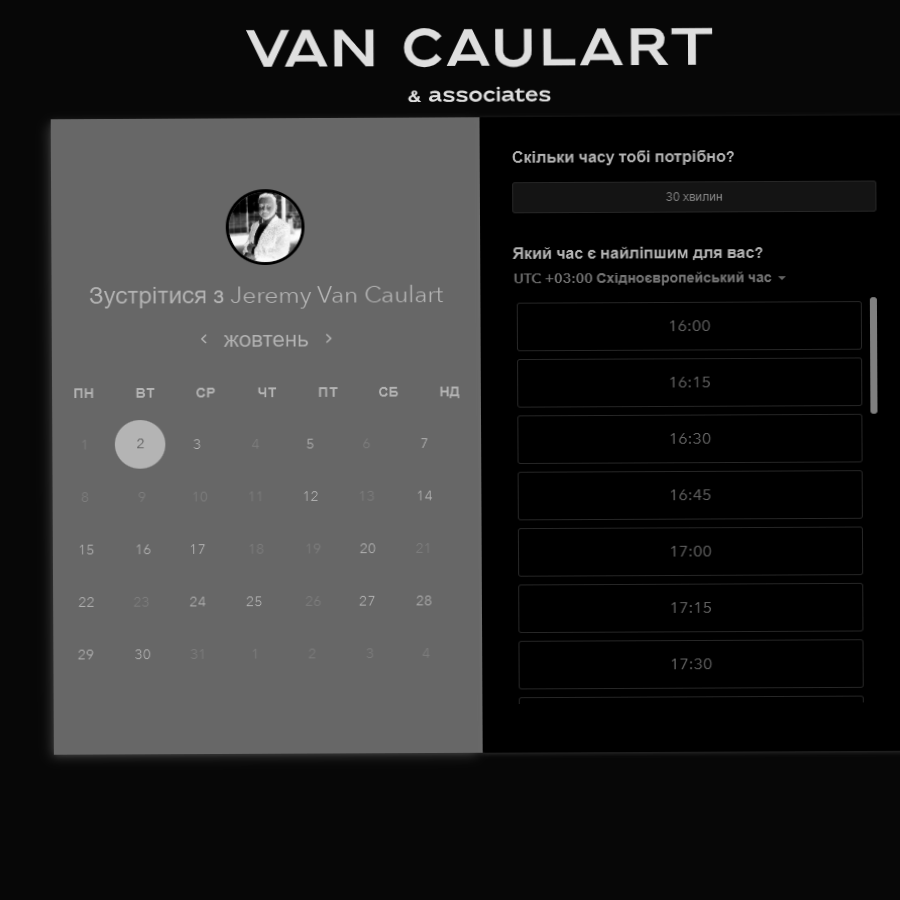 VAN CAULART
& associates
Зустрітися з Jeremy Van Caulart
жовтень
ПН ВТ СР ЧТ ПТ СБ НД
1 2 3 4 5 6 7
8 9 10 11 12 13 14
15 16 17 18 19 20 21
22 23 24 25 26 27 28
29 30 31 1 2 3 4
Скільки часу тобі потрібно?
30 хвилин
Який час є найліпшим для вас?
UTC +03:00 Східноєвропейський час
16:00
16:15
16:30
16:45
17:00
17:15
17:30